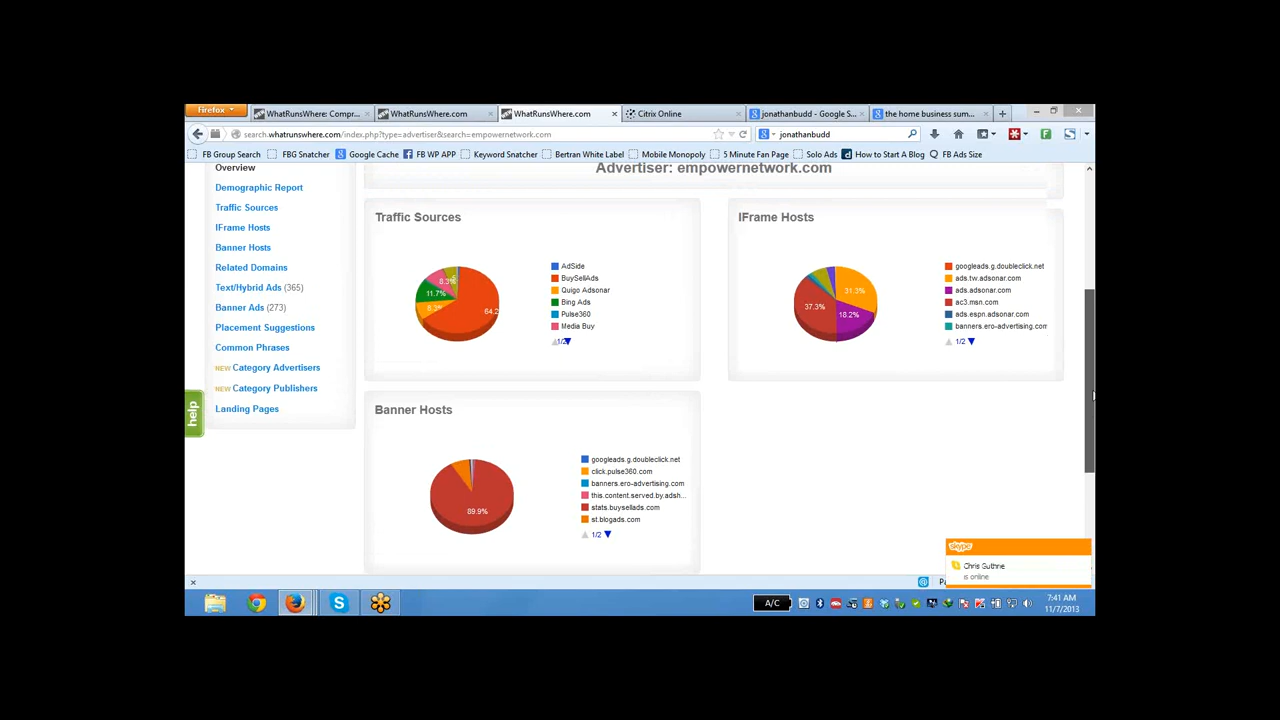 Firefox
WhatRunsWhere: Compr...
WhatRunsWhere.com
WhatRunsWhere.com
Citrix Online
jonathanbudd - Google S...
the home business sum...
search.whatrunswhere.com/index.php?type=advertiser&search=empowernetwork.com
jonathanbudd
FB Group Search
FBG Snatcher
Google Cache
FB WP APP
Keyword Snatcher
Bertran White Label
Mobile Monopoly
5 Minute Fan Page
Solo Ads
How to Start A Blog
FB Ads Size
Overview
Demographic Report
Traffic Sources
IFrame Hosts
Banner Hosts
Related Domains
Text/Hybrid Ads (365)
Banner Ads (273)
Placement Suggestions
Common Phrases
NEW Category Advertisers
NEW Category Publishers
Landing Pages
help
Advertiser: empowernetwork.com
Traffic Sources
8.3%
11.7%
64.2
AdSide
BuySellAds
Quigo Adsonar
Bing Ads
Pulse360
Media Buy
1/2
IFrame Hosts
31.3%
37.3%
18.2%
googleads.g.doubleclick.net
ads.tw.adsonar.com
ads.adsonar.com
ac3.msn.com
ads.espn.adsonar.com
banners.ero-advertising.com
1/2
Banner Hosts
89.9%
googleads.g.doubleclick.net
click.pulse360.com
banners.ero-advertising.com
this.content.served.by.adsh...
stats.buysellads.com
st.blogads.com
1/2
skype
Chris Guthrie
is online
A/C
7:41 AM
11/7/2013